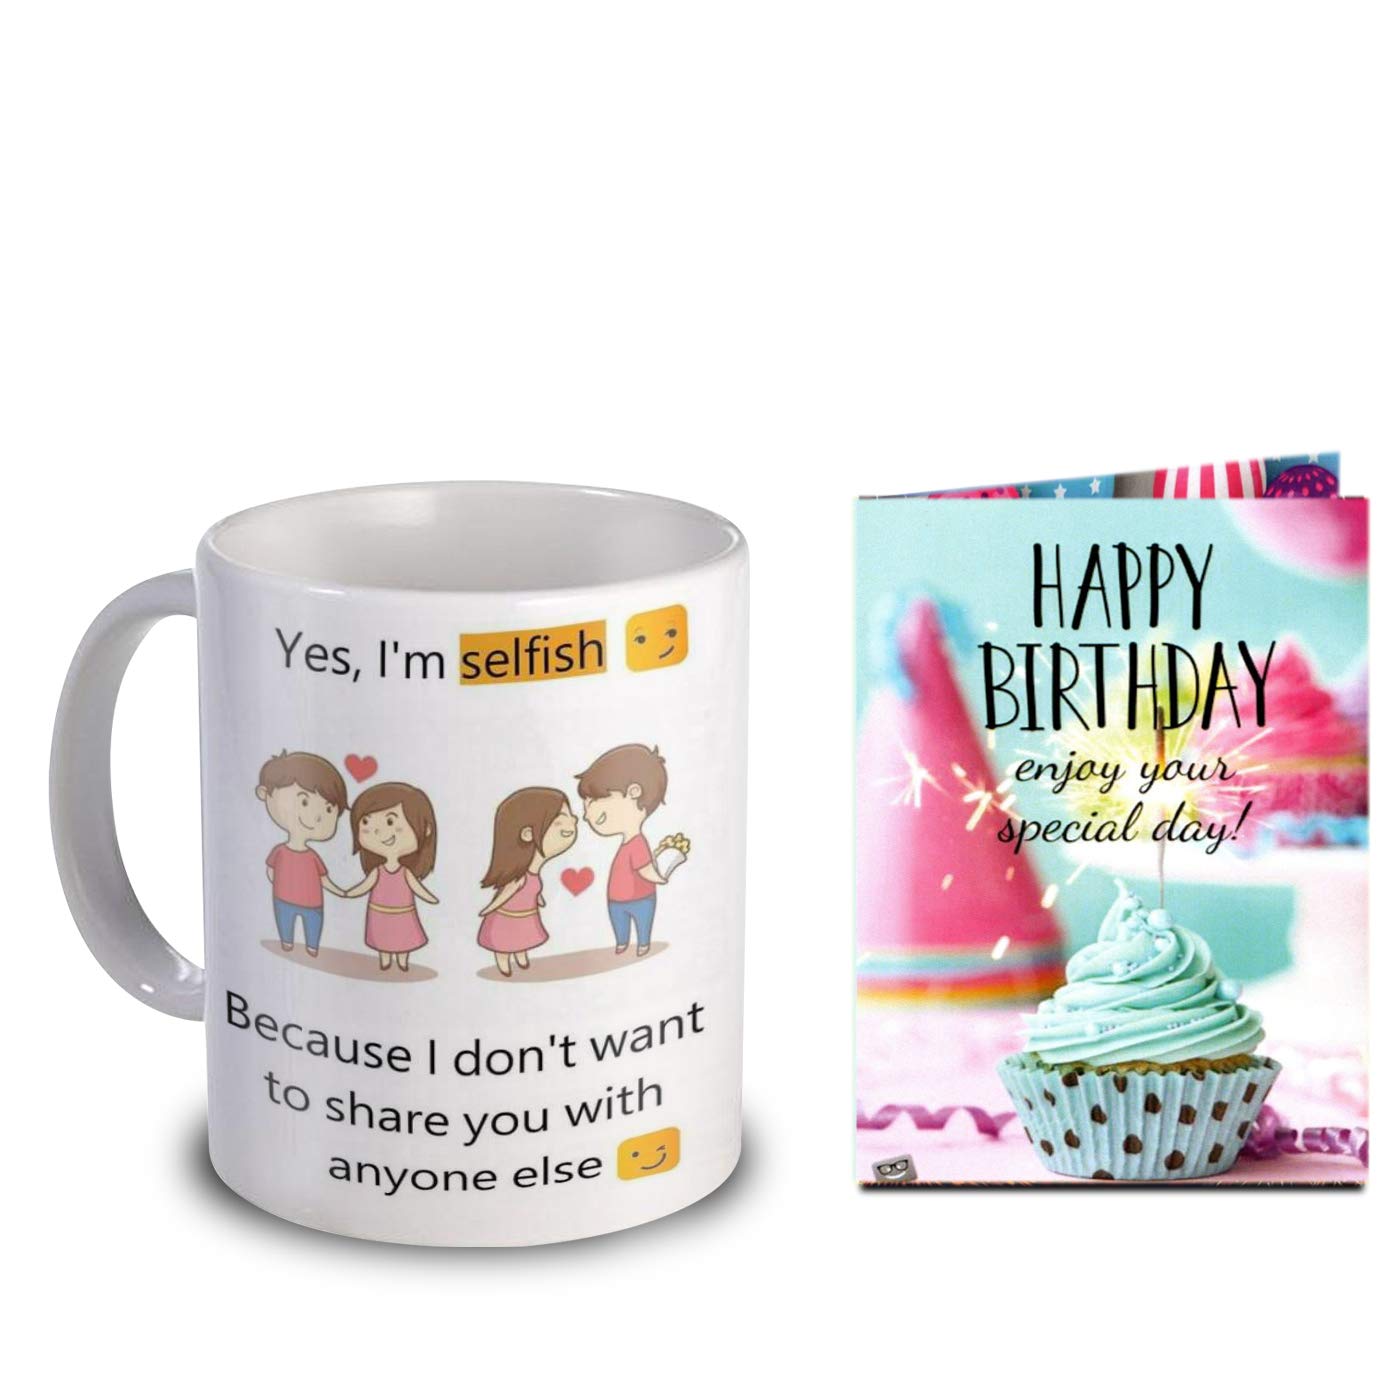 Yes, I'm selfish
Because I don't want
to share you with
anyone else
HAPPY
BIRTHDAY
enjoy your
special day!